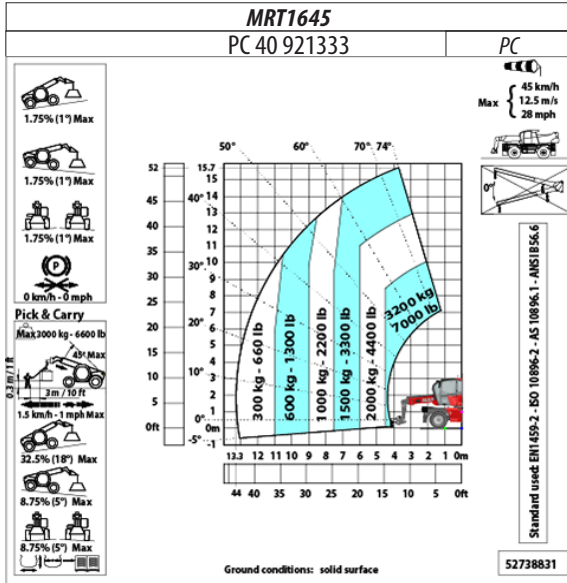 MRT1645
PC 40 921333
PC
1.75% (1°) Max
1.75% (1°) Max
1.75% (1°) Max
P
0 km/h - 0 mph
Pick & Carry
Max 3000 kg - 6600 lb
45° Max
0.3 m / 1 ft
3m / 10 ft
1.5 km/h - 1 mph Max
32.5% (18°) Max
8.75% (5°) Max
8.75% (5°) Max
Max
45 km/h
12.5 m/s
28 mph
0°
50°
60°
70°
74°
40°
30°
20°
10°
0°
-5°
52
45
40
35
30
25
20
15
10
5
0ft
15.7
15
14
13
12
11
10
9
8
7
6
5
4
3
2
1
0m
-1
300 kg - 660 lb
600 kg - 1300 lb
1000 kg - 2200 lb
1500 kg - 3300 lb
2000 kg - 4400 lb
3200 kg
7000 lb
13.3 12 11 10 9 8 7 6 5 4 3 2 1 0m
44 40 35 30 25 20 15 10 5 0ft
Ground conditions: solid surface
Standard used: EN1459-2 - ISO 10896-2 - AS 10896.1 - ANSI B56.6
52738831